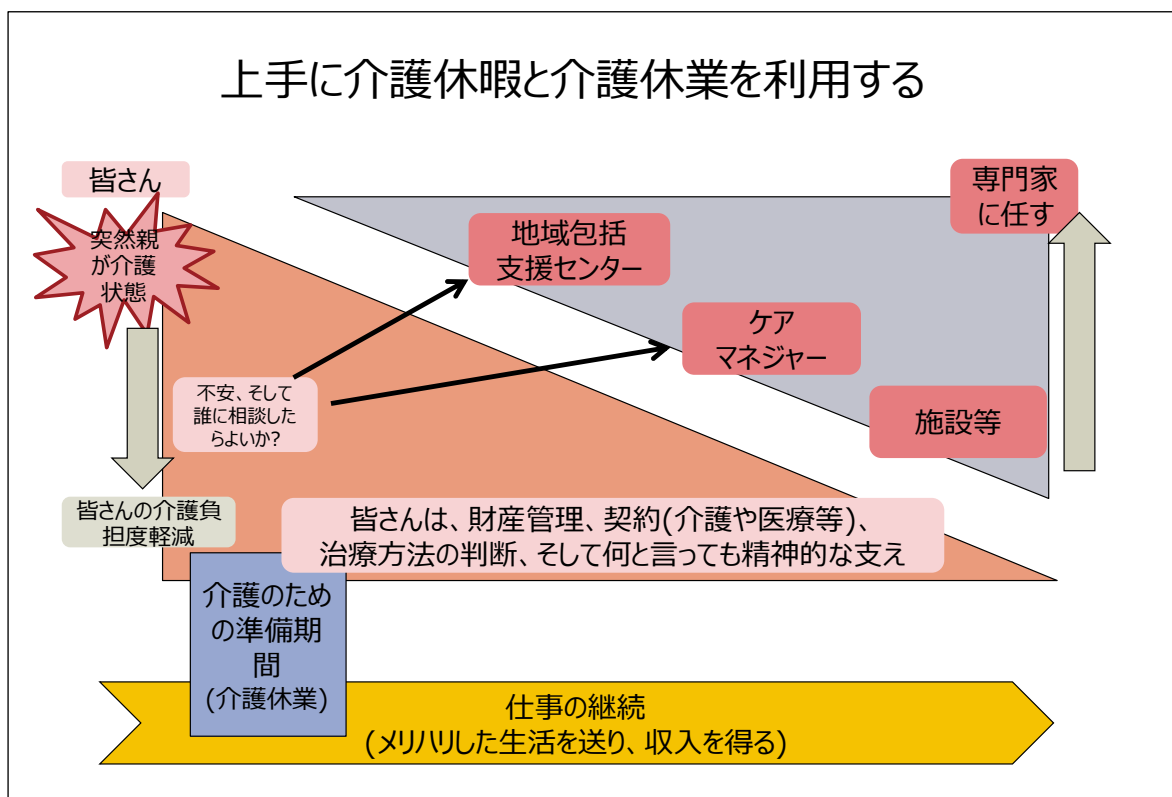 上手に介護休暇と介護休業を利用する
皆さん
突然親
が介護
状態
専門家
に任す
地域包括
支援センター
ケア
マネジャー
施設等
不安、そして
誰に相談した
らよいか?
皆さんの介護負
担度軽減
皆さんは、財産管理、契約(介護や医療等)、
治療方法の判断、そして何と言っても精神的な支え
介護のため
の準備期
間
(介護休業)
仕事の継続
(メリハリした生活を送り、収入を得る)